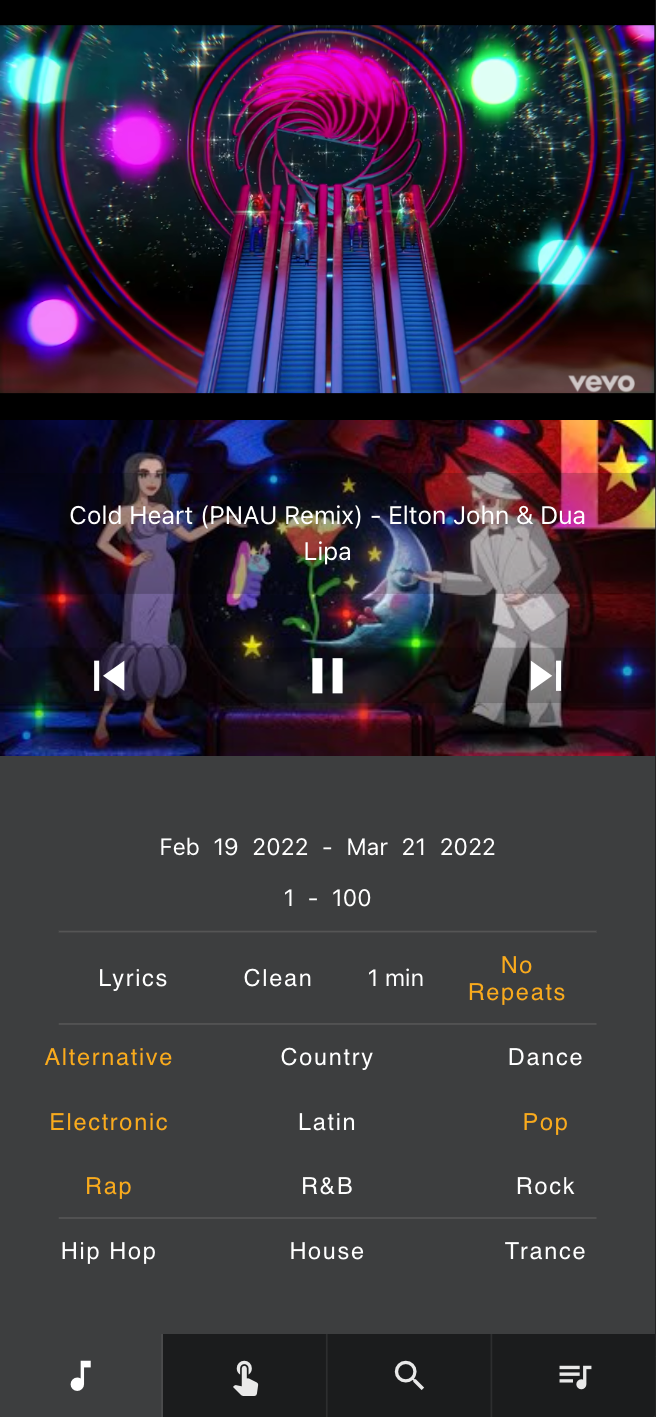 vevo
Cold Heart (PNAU Remix) - Elton John & Dua
Lipa
Feb 19 2022 - Mar 21 2022
1 - 100
Lyrics Clean 1 min No
Repeats
Alternative Country Dance
Electronic Latin Pop
Rap R&B Rock
Hip Hop House Trance